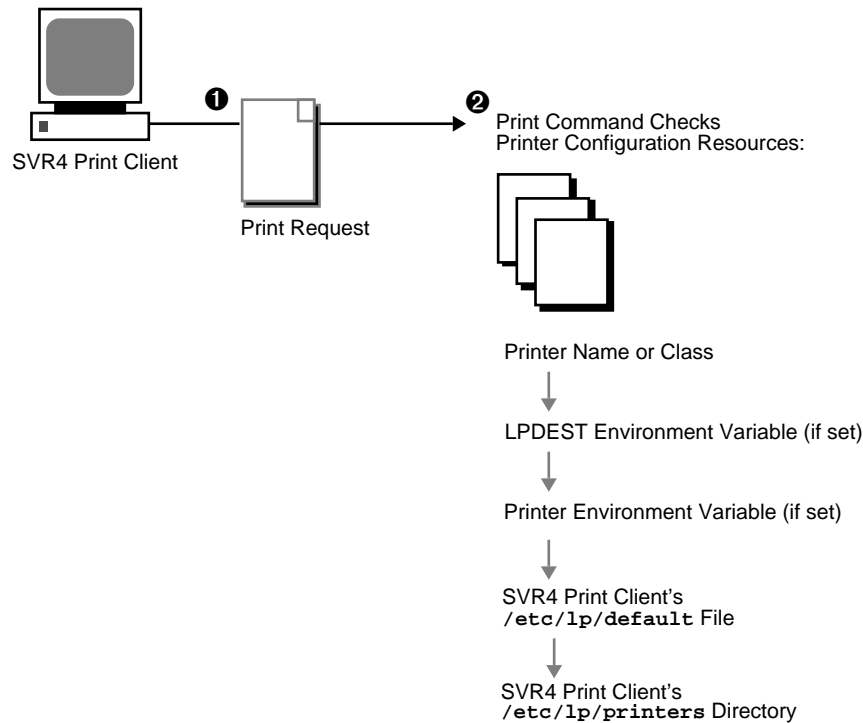 ❶
❷
SVR4 Print Client
Print Request
Print Command Checks
Printer Configuration Resources:
Printer Name or Class
LPDEST Environment Variable (if set)
Printer Environment Variable (if set)
SVR4 Print Client's
/etc/lp/default File
SVR4 Print Client's
/etc/lp/printers Directory